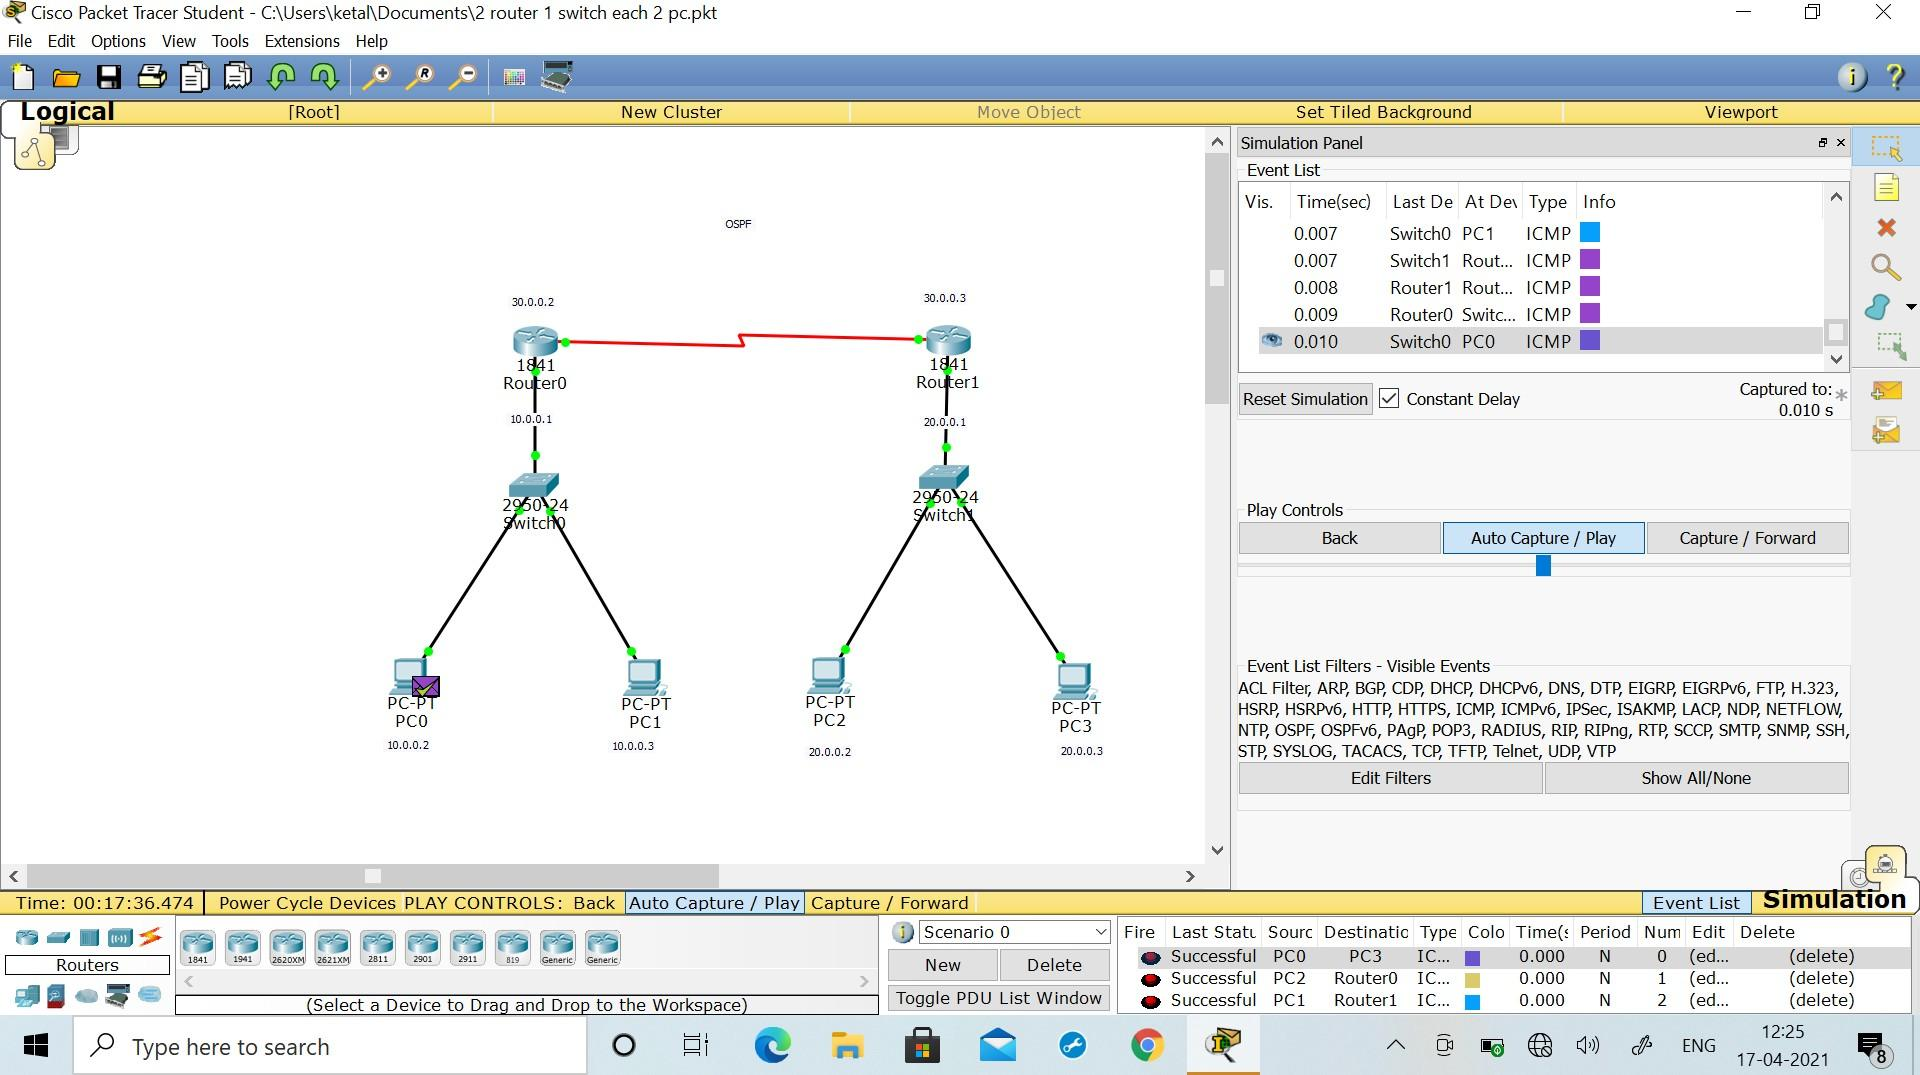 Cisco Packet Tracer Student - C:\Users\ketal\Documents\2 router 1 switch each 2 pc.pkt
File Edit Options View Tools Extensions Help
Logical [Root] New Cluster Move Object Set Tiled Background Viewport
OSPF
30.0.0.2
30.0.0.3
1841
Router0
1841
Router1
10.0.0.1
20.0.0.1
2950-24
Switch0
2950-24
Switch1
PC-PT
PC0
PC-PT
PC1
PC-PT
PC2
PC-PT
PC3
10.0.0.2
10.0.0.3
20.0.0.2
20.0.0.3
Simulation Panel
Event List
Vis. Time(sec) Last De At Dev Type Info
0.007 Switch0 PC1 ICMP
0.007 Switch1 Rout... ICMP
0.008 Router1 Rout... ICMP
0.009 Router0 Switc... ICMP
0.010 Switch0 PC0 ICMP
Reset Simulation Constant Delay
Captured to: *
0.010 s
Play Controls
Back Auto Capture / Play Capture / Forward
Event List Filters - Visible Events
ACL Filter, ARP, BGP, CDP, DHCP, DHCPv6, DNS, DTP, EIGRP, EIGRPv6, FTP, H.323,
HSRP, HSRPv6, HTTP, HTTPS, ICMP, ICMPv6, IPSec, ISAKMP, LACP, NDP, NETFLOW,
NTP, OSPF, OSPFv6, PAgP, POP3, RADIUS, RIP, RIPng, RTP, SCCP, SMTP, SNMP, SSH,
STP, SYSLOG, TACACS, TCP, TFTP, Telnet, UDP, VTP
Edit Filters Show All/None
Time: 00:17:36.474 Power Cycle Devices PLAY CONTROLS: Back Auto Capture / Play Capture / Forward Event List Simulation
Routers
1841 1941 2620XM 2621XM 2811 2901 2911 819 Generic Generic
(Select a Device to Drag and Drop to the Workspace)
Scenario 0
New Delete
Toggle PDU List Window
Fire Last Statu Sourc Destinatio Type Colo Time(s Period Num Edit Delete
Successful PC0 PC3 IC... 0.000 N 0 (ed... (delete)
Successful PC2 Router0 IC... 0.000 N 1 (ed... (delete)
Successful PC1 Router1 IC... 0.000 N 2 (ed... (delete)
Type here to search
ENG
12:25
17-04-2021
8